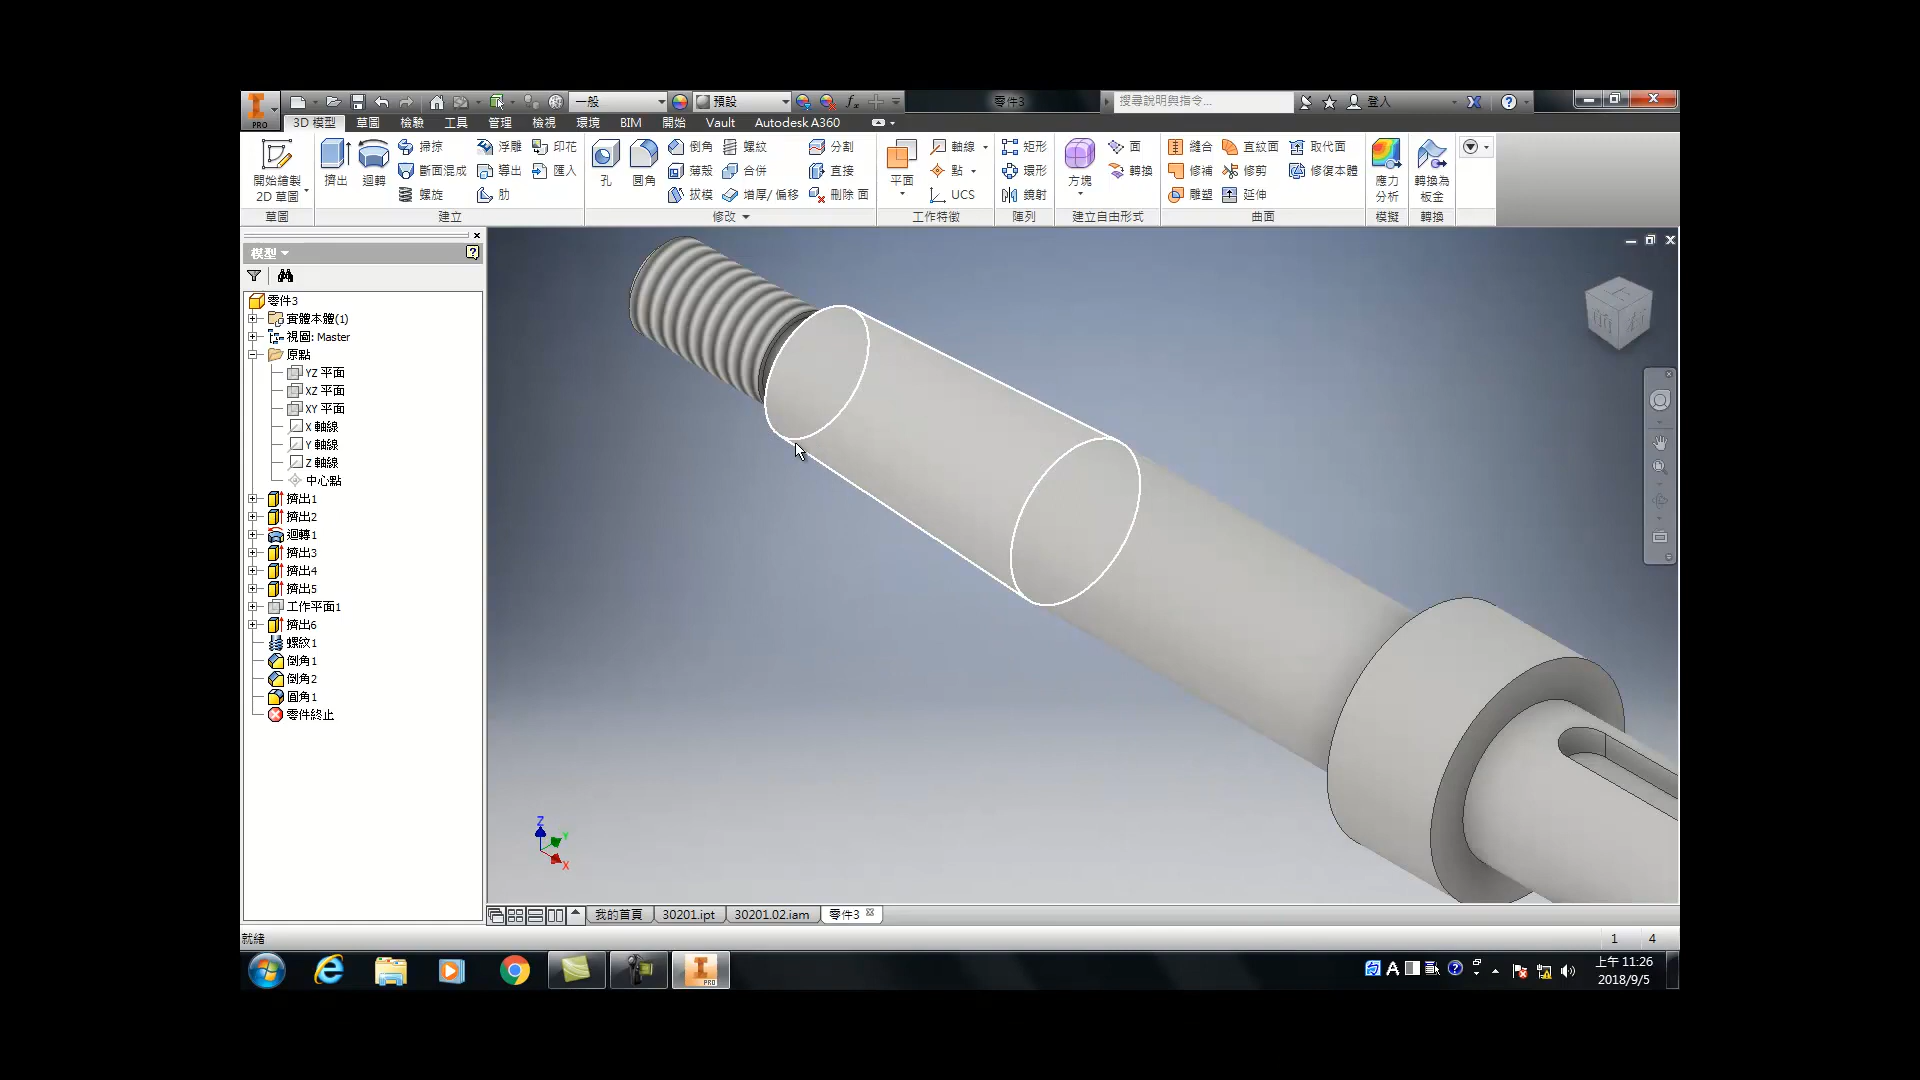 PRO
一般
預設
fx
零件3
搜尋說明與指令...
登入
3D 模型 草圖 檢驗 工具 管理 檢視 環境 BIM 開始 Vault Autodesk A360
開始繪製
2D 草圖
擠出
迴轉
掃掠
斷面混成
螺旋
浮雕
導出
肋
印花
匯入
孔
圓角
倒角
薄殼
拔模
螺紋
合併
增厚/ 偏移
分割
直接
刪除 面
平面
軸線
點
UCS
矩形
環形
鏡射
方塊
面
轉換
縫合
修補
雕塑
直紋面
修剪
延伸
取代面
修復本體
應力
分析
轉換為
板金
草圖 建立 修改 工作特徵 陣列 建立自由形式 曲面 模擬 轉換
模型
零件3
實體本體(1)
視圖: Master
原點
YZ 平面
XZ 平面
XY 平面
X 軸線
Y 軸線
Z 軸線
中心點
擠出1
擠出2
迴轉1
擠出3
擠出4
擠出5
工作平面1
擠出6
螺紋1
倒角1
倒角2
圓角1
零件終止
Z
Y
X
我的首頁 30201.ipt 30201.02.iam 零件3
就緒
1 4
PRO
A
上午 11:26
2018/9/5